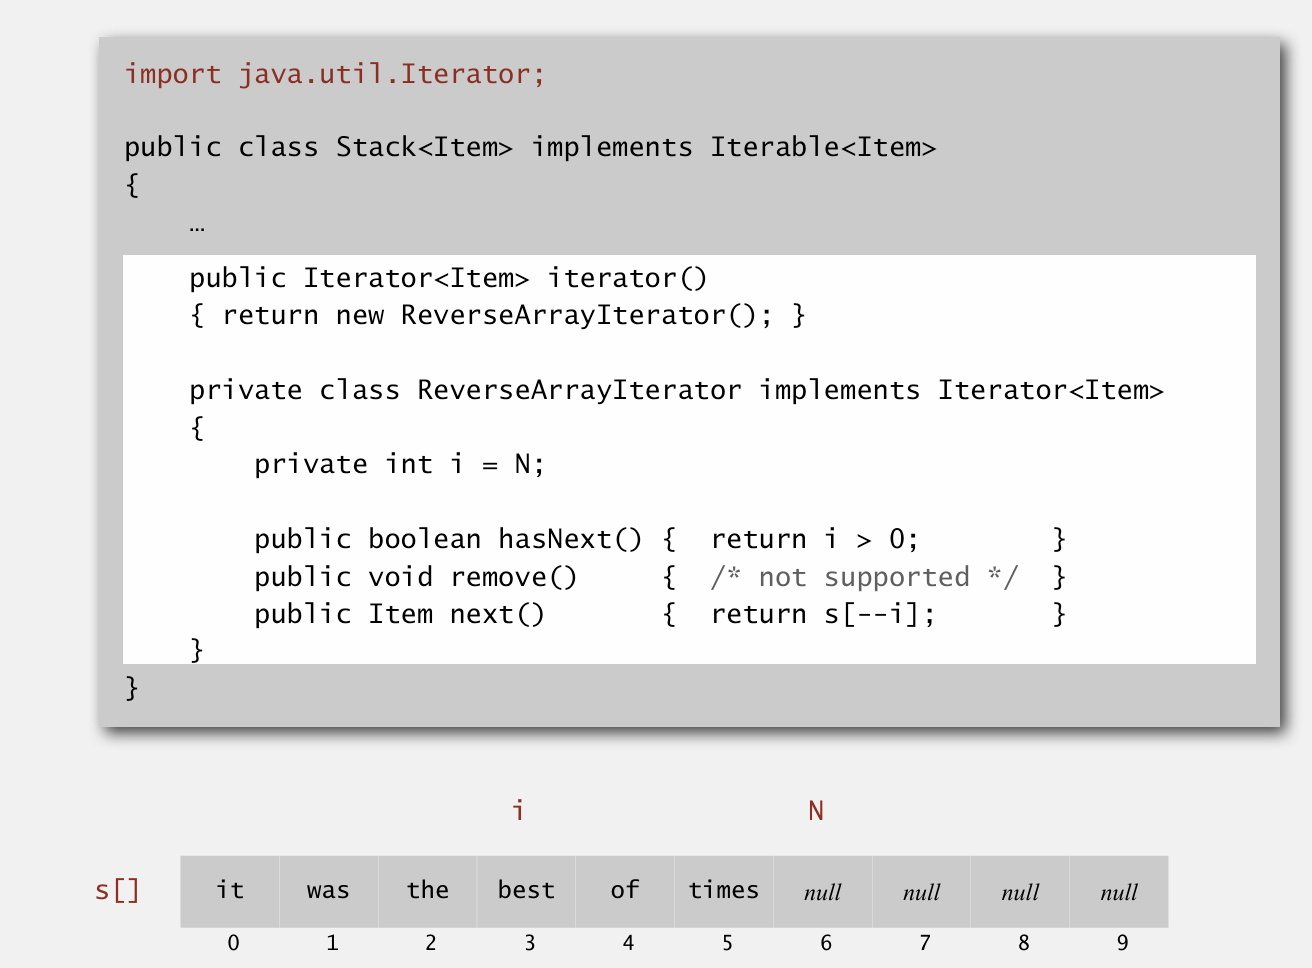 import java.util.Iterator;
public class Stack<Item> implements Iterable<Item>
{
…
public Iterator<Item> iterator()
{ return new ReverseArrayIterator(); }
private class ReverseArrayIterator implements Iterator<Item>
{
private int i = N;
public boolean hasNext() { return i > 0; }
public void remove() { /* not supported */ }
public Item next() { return s[--i]; }
}
}
i N
s[] it was the best of times null null null null
0 1 2 3 4 5 6 7 8 9